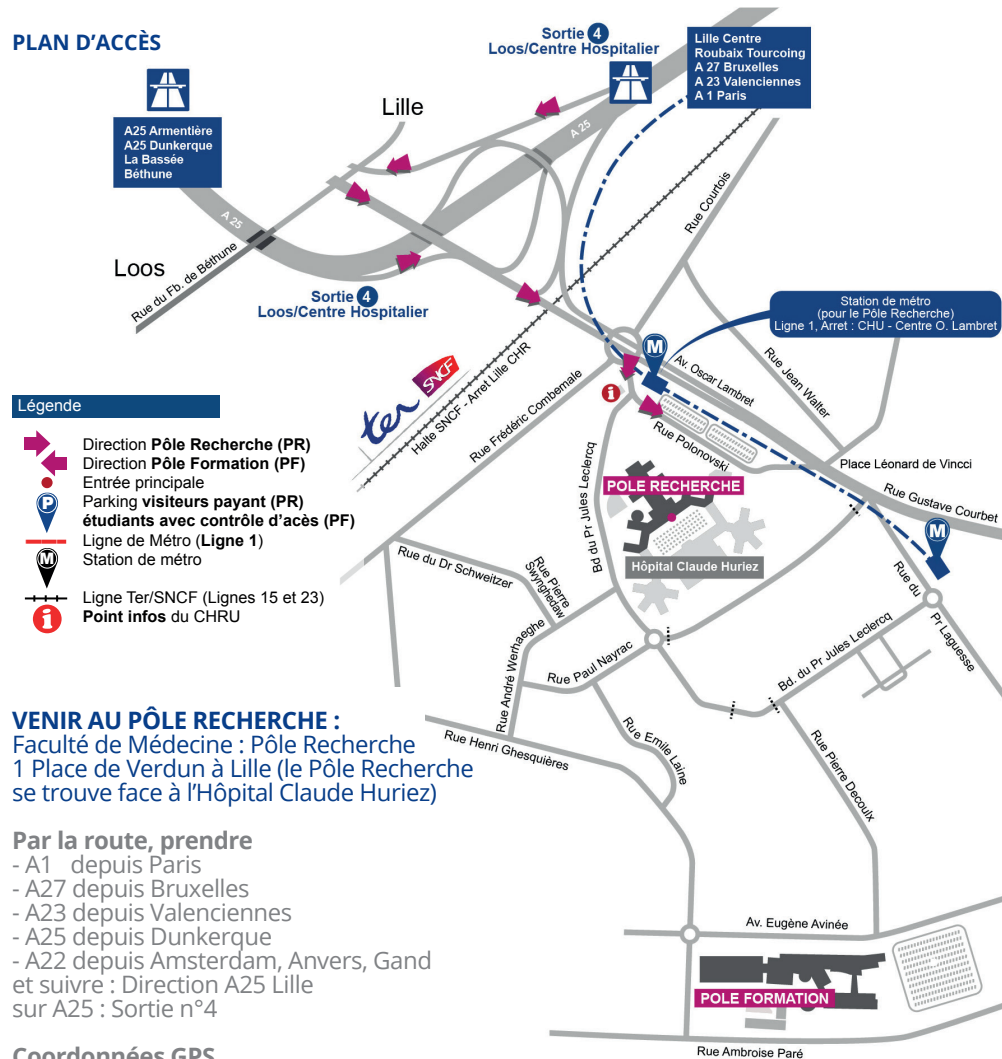 PLAN D'ACCÈS
Sortie 4
Loos/Centre Hospitalier
Lille Centre
Roubaix Tourcoing
A 27 Bruxelles
A 23 Valenciennes
A 1 Paris
A25 Armentière
A25 Dunkerque
La Bassée
Béthune
Lille
A 25
A 25
Loos
Rue du Fb. de Béthune
Sortie 4
Loos/Centre Hospitalier
Rue Courtois
Station de métro
(pour le Pôle Recherche)
Ligne 1, Arret : CHU - Centre O. Lambret
M
Av. Oscar Lambret
Rue Jean Walter
ter SNCF
Halte SNCF - Arret Lille CHR
Rue Frédéric Combemale
i
Rue Polonovski
Place Léonard de Vincci
Rue Gustave Courbet
Légende
Direction Pôle Recherche (PR)
Direction Pôle Formation (PF)
Entrée principale
P
Parking visiteurs payant (PR)
étudiants avec contrôle d'acès (PF)
Ligne de Métro (Ligne 1)
M
Station de métro
Ligne Ter/SNCF (Lignes 15 et 23)
i
Point infos du CHRU
Bd du Pr Jules Leclercq
POLE RECHERCHE
Hôpital Claude Huriez
M
Rue du Pr Laguesse
Rue du Dr Schweitzer
Rue Pierre
Swynghedaw
Rue André Werhaeghe
Rue Paul Nayrac
Bd. du Pr Jules Leclercq
Rue Emile Laine
Rue Henri Ghesquières
Rue Pierre Decoulx
VENIR AU PÔLE RECHERCHE :
Faculté de Médecine : Pôle Recherche
1 Place de Verdun à Lille (le Pôle Recherche
se trouve face à l'Hôpital Claude Huriez)
Par la route, prendre
- A1 depuis Paris
- A27 depuis Bruxelles
- A23 depuis Valenciennes
- A25 depuis Dunkerque
- A22 depuis Amsterdam, Anvers, Gand
et suivre : Direction A25 Lille
sur A25 : Sortie n°4
Av. Eugène Avinée
POLE FORMATION
Rue Ambroise Paré
Coordonnées GPS